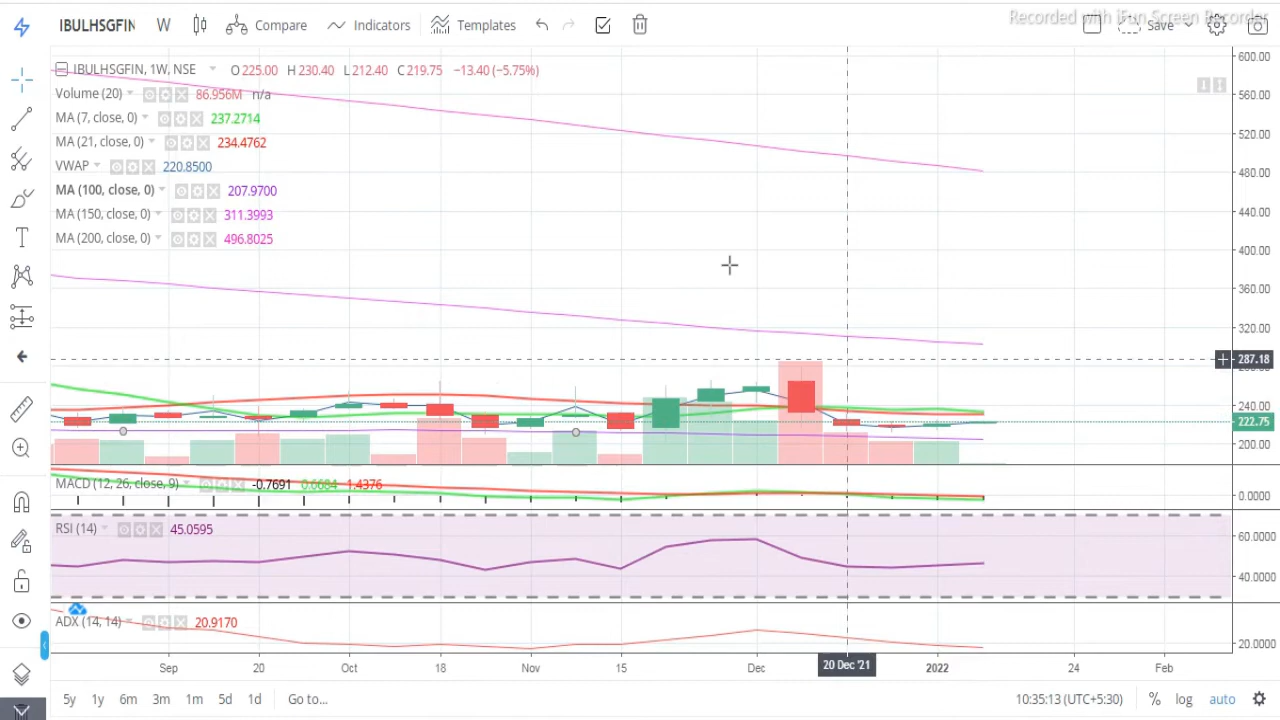 Recorded with iFun Screen Recorder
IBULHSGFIN W Compare Indicators Templates Save
IBULHSGFIN, 1W, NSE O 225.00 H 230.40 L 212.40 C 219.75 −13.40 (−5.75%)
Volume (20) 86.956M n/a
MA (7, close, 0) 237.2714
MA (21, close, 0) 234.4762
VWAP 220.8500
MA (100, close, 0) 207.9700
MA (150, close, 0) 311.3993
MA (200, close, 0) 496.8025
600.00
560.00
520.00
480.00
440.00
400.00
360.00
320.00
287.18
240.00
222.75
200.00
MACD (12, 26, close, 9) -0.7691 0.6684 1.4376
0.0000
RSI (14) 45.0595
60.0000
40.0000
ADX (14, 14) 20.9170
20.0000
Sep 20 Oct 18 Nov 15 Dec 20 Dec '21 2022 24 Feb
5y 1y 6m 3m 1m 5d 1d Go to... 10:35:13 (UTC+5:30) % log auto